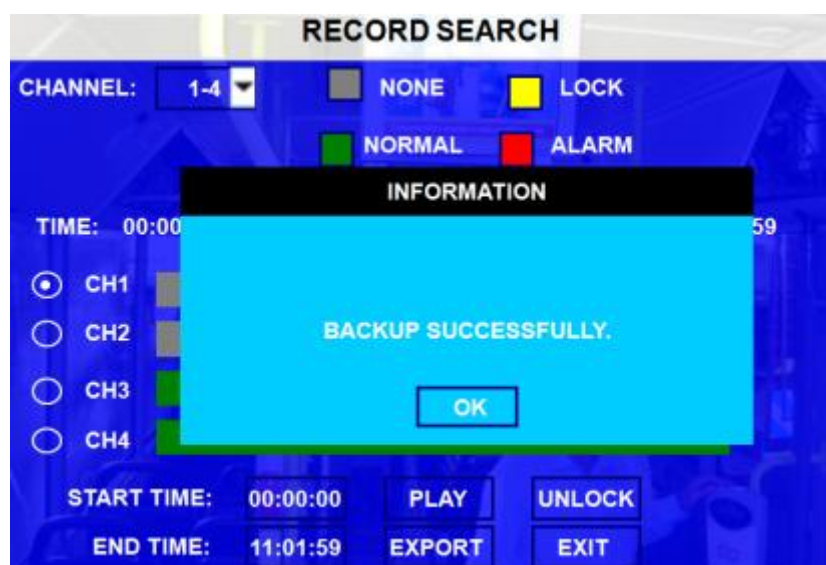 RECORD SEARCH
CHANNEL: 1-4 NONE LOCK
NORMAL ALARM
INFORMATION
TIME: 00:00 59
CH1
CH2
BACKUP SUCCESSFULLY.
CH3
OK
CH4
START TIME: 00:00:00 PLAY UNLOCK
END TIME: 11:01:59 EXPORT EXIT